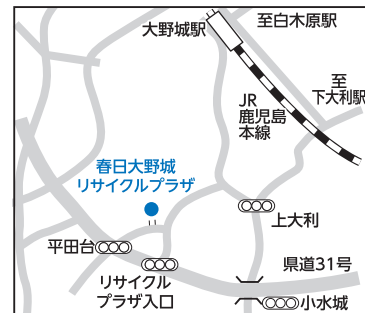 大野城駅
至白木原駅
至
下大利駅
JR
鹿児島
本線
春日大野城
リサイクルプラザ
上大利
平田台
リサイクル
プラザ入口
県道31号
小水城